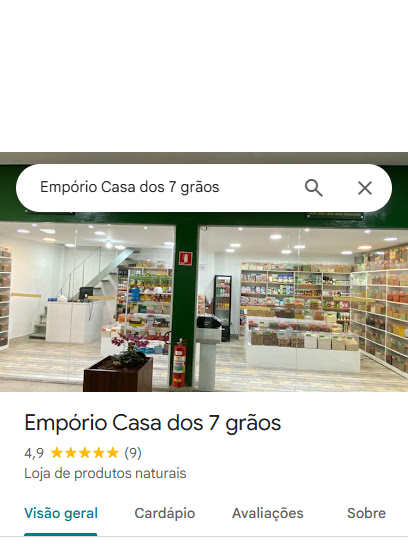 Empório Casa dos 7 grãos
Empório Casa dos 7 grãos
4,9 (9)
Loja de produtos naturais
Visão geral Cardápio Avaliações Sobre